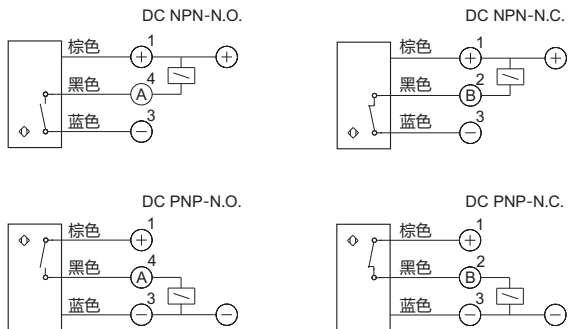 DC NPN-N.O.
棕色 1
黑色 4
A
蓝色 3
DC NPN-N.C.
棕色 1
黑色 2
B
蓝色 3
DC PNP-N.O.
棕色 1
黑色 4
A
蓝色 3
DC PNP-N.C.
棕色 1
黑色 2
B
蓝色 3